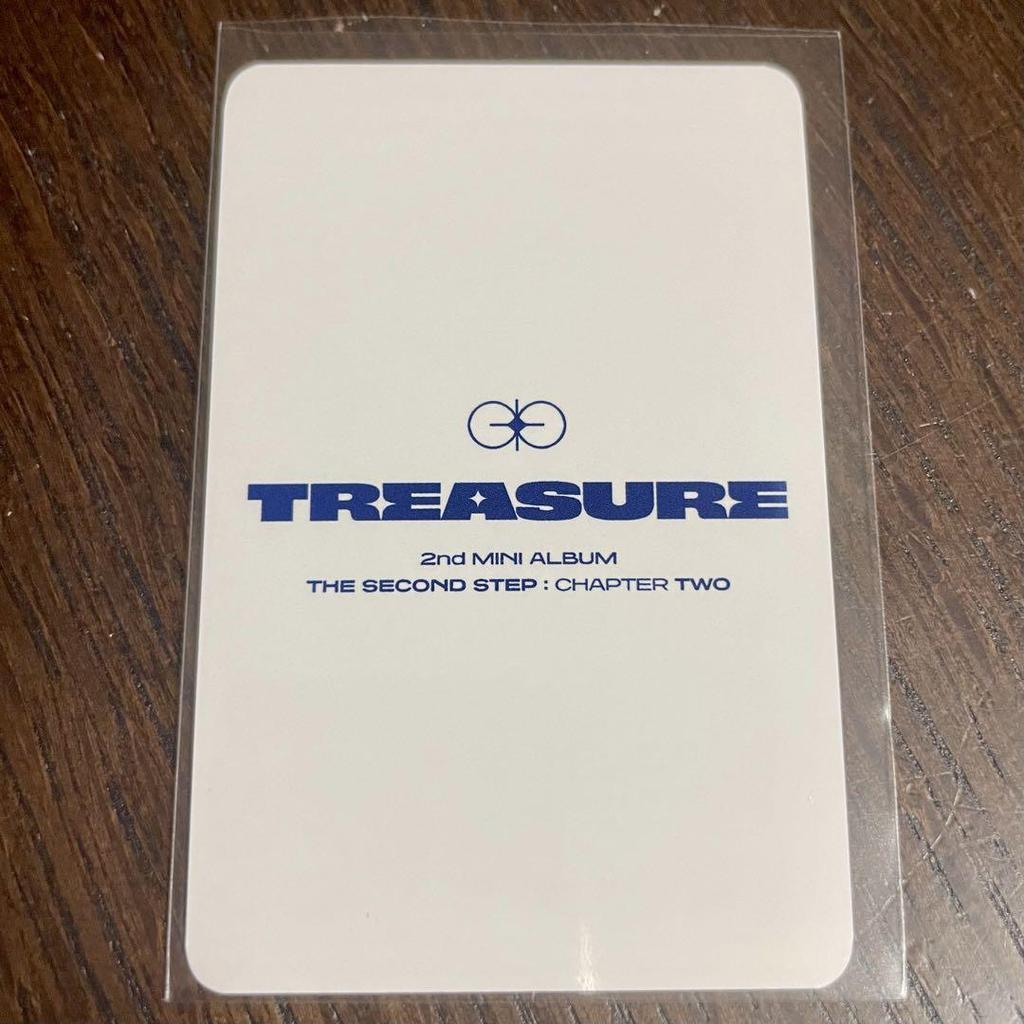 TREASURE
2nd MINI ALBUM
THE SECOND STEP : CHAPTER TWO